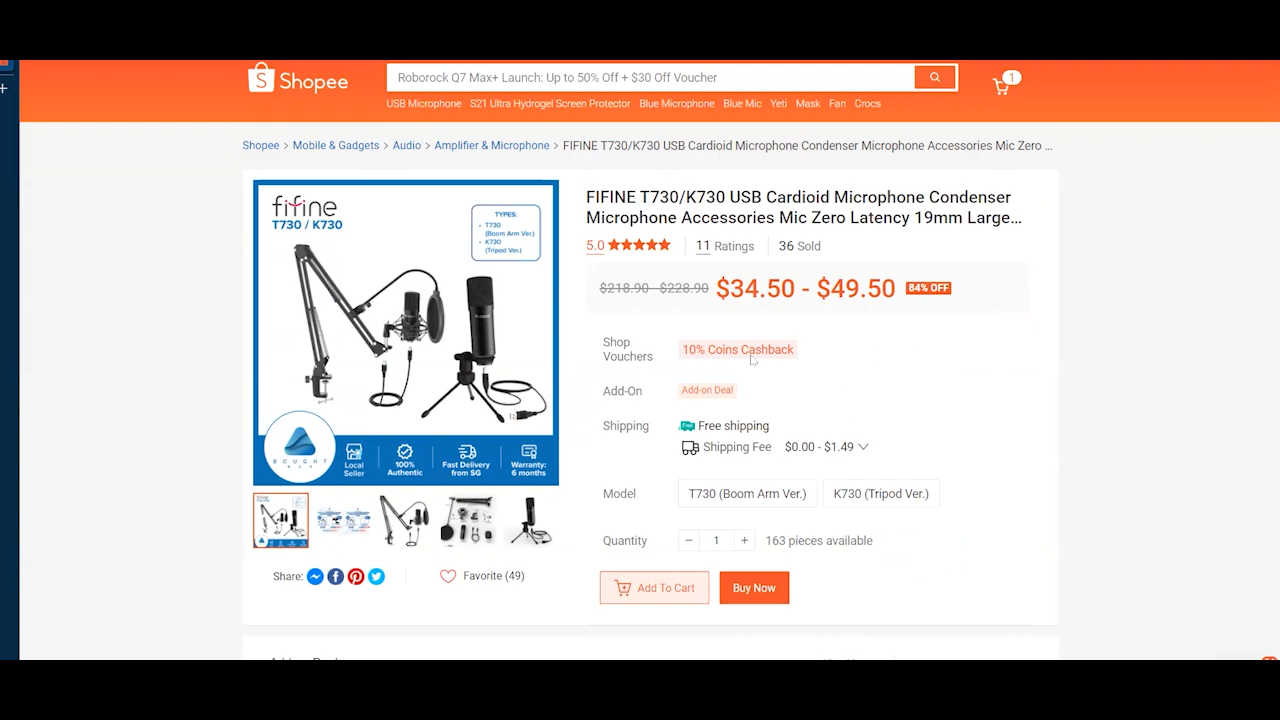 Shopee
Roborock Q7 Max+ Launch: Up to 50% Off + $30 Off Voucher
1
USB Microphone S21 Ultra Hydrogel Screen Protector Blue Microphone Blue Mic Yeti Mask Fan Crocs
Shopee > Mobile & Gadgets > Audio > Amplifier & Microphone > FIFINE T730/K730 USB Cardioid Microphone Condenser Microphone Accessories Mic Zero ...
fifine
T730 / K730
TYPES:
- T730
(Boom Arm Ver.)
- K730
(Tripod Ver.)
BOUGHT
Local
Seller
100%
Authentic
Fast Delivery
from SG
Warranty:
6 months
FIFINE T730/K730 USB Cardioid Microphone Condenser
Microphone Accessories Mic Zero Latency 19mm Large...
5.0 11 Ratings 36 Sold
$218.90 - $228.90 $34.50 - $49.50 84% OFF
Shop
Vouchers
10% Coins Cashback
Add-On Add-on Deal
Shipping Free shipping
Shipping Fee $0.00 - $1.49
Model T730 (Boom Arm Ver.) K730 (Tripod Ver.)
Quantity − 1 + 163 pieces available
Share: Favorite (49)
Add To Cart Buy Now